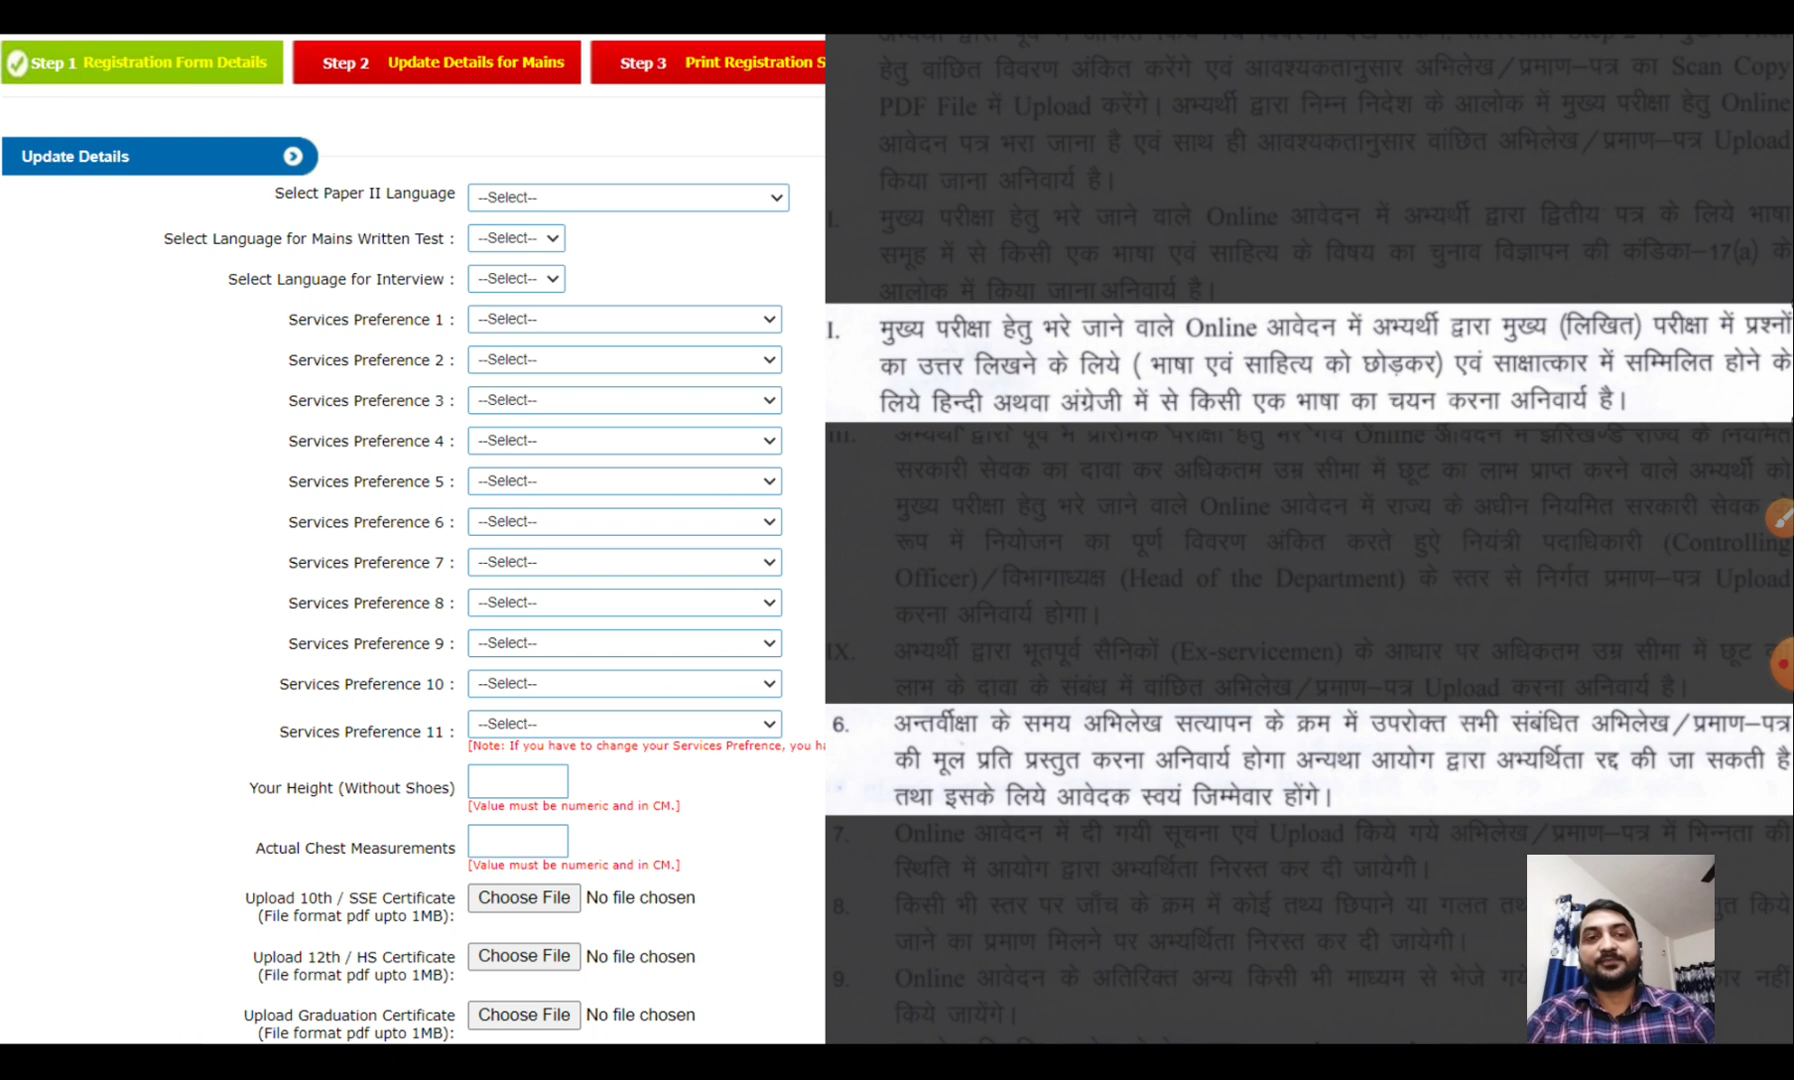 Step 1 Registration Form Details
Step 2 Update Details for Mains
Step 3 Print Registration S
Update Details
Select Paper II Language
--Select--
Select Language for Mains Written Test :
--Select--
Select Language for Interview :
--Select--
Services Preference 1 :
--Select--
Services Preference 2 :
--Select--
Services Preference 3 :
--Select--
Services Preference 4 :
--Select--
Services Preference 5 :
--Select--
Services Preference 6 :
--Select--
Services Preference 7 :
--Select--
Services Preference 8 :
--Select--
Services Preference 9 :
--Select--
Services Preference 10 :
--Select--
Services Preference 11 :
--Select--
[Note: If you have to change your Services Prefrence, you ha
Your Height (Without Shoes)
[Value must be numeric and in CM.]
Actual Chest Measurements
[Value must be numeric and in CM.]
Upload 10th / SSE Certificate
(File format pdf upto 1MB):
Choose File No file chosen
Upload 12th / HS Certificate
(File format pdf upto 1MB):
Choose File No file chosen
Upload Graduation Certificate
(File format pdf upto 1MB):
Choose File No file chosen
हेतु वांछित विवरण अंकित करेंगे एवं आवश्यकतानुसार अभिलेख/प्रमाण–पत्र का Scan Copy
PDF File में Upload करेंगे। अभ्यर्थी द्वारा निम्न निदेश के आलोक में मुख्य परीक्षा हेतु Online
आवेदन पत्र भरा जाना है एवं साथ ही आवश्यकतानुसार वांछित अभिलेख/प्रमाण–पत्र Upload
किया जाना अनिवार्य है।
I. मुख्य परीक्षा हेतु भरे जाने वाले Online आवेदन में अभ्यर्थी द्वारा द्वितीय पत्र के लिये भाषा
समूह में से किसी एक भाषा एवं साहित्य के विषय का चुनाव विज्ञापन की कंडिका–17(a) के
आलोक में किया जाना अनिवार्य है।
I. मुख्य परीक्षा हेतु भरे जाने वाले Online आवेदन में अभ्यर्थी द्वारा मुख्य (लिखित) परीक्षा में प्रश्नों
का उत्तर लिखने के लिये ( भाषा एवं साहित्य को छोड़कर) एवं साक्षात्कार में सम्मिलित होने के
लिये हिन्दी अथवा अंग्रेजी में से किसी एक भाषा का चयन करना अनिवार्य है।
III. अभ्यर्थी द्वारा पूर्व में प्रारंभिक परीक्षा हेतु भरे गये Online आवेदन में झारखण्ड राज्य के नियमित
सरकारी सेवक का दावा कर अधिकतम उम्र सीमा में छूट का लाभ प्राप्त करने वाले अभ्यर्थी को
मुख्य परीक्षा हेतु भरे जाने वाले Online आवेदन में राज्य के अधीन नियमित सरकारी सेवक
रूप में नियोजन का पूर्ण विवरण अंकित करते हुऐ नियंत्री पदाधिकारी (Controlling
Officer)/विभागाध्यक्ष (Head of the Department) के स्तर से निर्गत प्रमाण–पत्र Upload
करना अनिवार्य होगा।
IX. अभ्यर्थी द्वारा भूतपूर्व सैनिकों (Ex-servicemen) के आधार पर अधिकतम उम्र सीमा में छूट
लाभ के दावा के संबंध में वांछित अभिलेख/प्रमाण–पत्र Upload करना अनिवार्य है।
6. अन्तर्वीक्षा के समय अभिलेख सत्यापन के क्रम में उपरोक्त सभी संबंधित अभिलेख/प्रमाण–पत्र
की मूल प्रति प्रस्तुत करना अनिवार्य होगा अन्यथा आयोग द्वारा अभ्यर्थिता रद्द की जा सकती है
तथा इसके लिये आवेदक स्वयं जिम्मेवार होंगे।
7. Online आवेदन में दी गयी सूचना एवं Upload किये गये अभिलेख/प्रमाण–पत्र में भिन्नता की
स्थिति में आयोग द्वारा अभ्यर्थिता निरस्त कर दी जायेगी।
8. किसी भी स्तर पर जाँच के क्रम में कोई तथ्य छिपाने या गलत किये
जाने का प्रमाण मिलने पर अभ्यर्थिता निरस्त कर दी जायेगी।
9. Online आवेदन के अतिरिक्त अन्य किसी भी माध्यम से भेजे नहीं
किये जायेंगे।